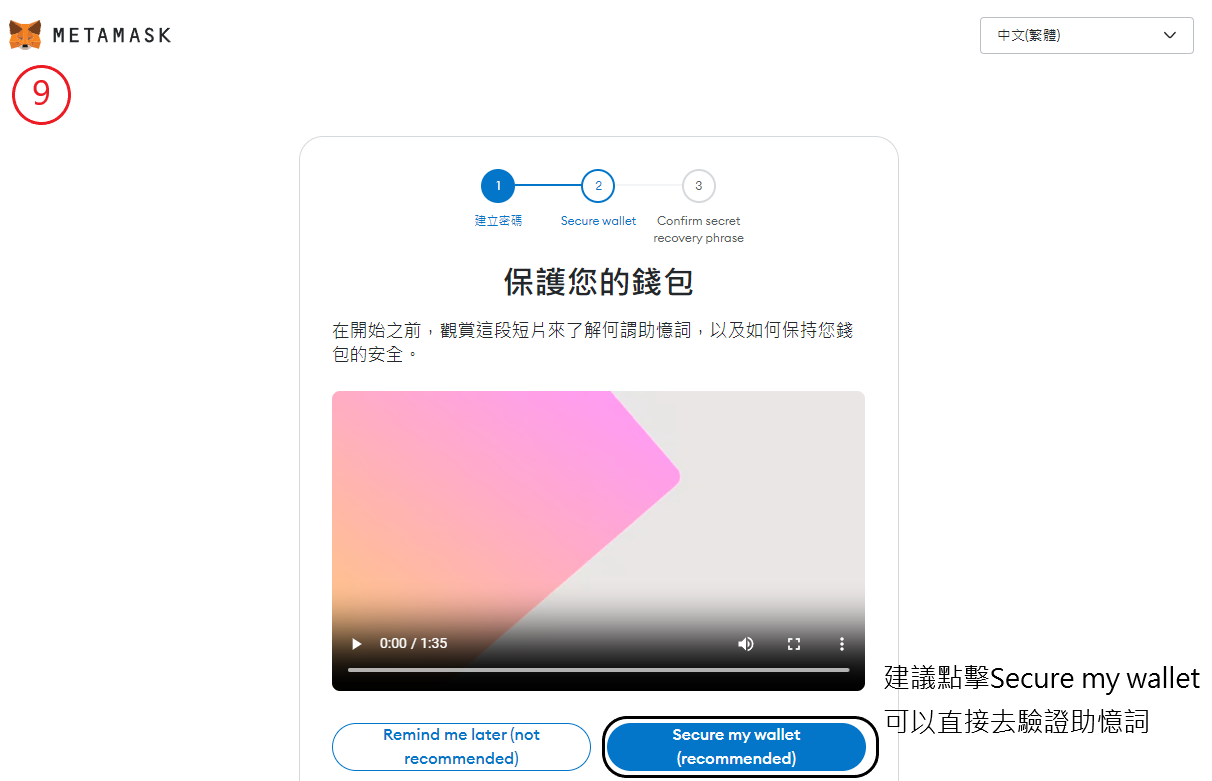 METAMASK
中文(繁體)
9
1
2
3
建立密碼
Secure wallet
Confirm secret
recovery phrase
保護您的錢包
在開始之前，觀賞這段短片來了解何謂助憶詞，以及如何保持您錢
包的安全。
0:00 / 1:35
建議點擊Secure my wallet
可以直接去驗證助憶詞
Remind me later (not
recommended)
Secure my wallet
(recommended)